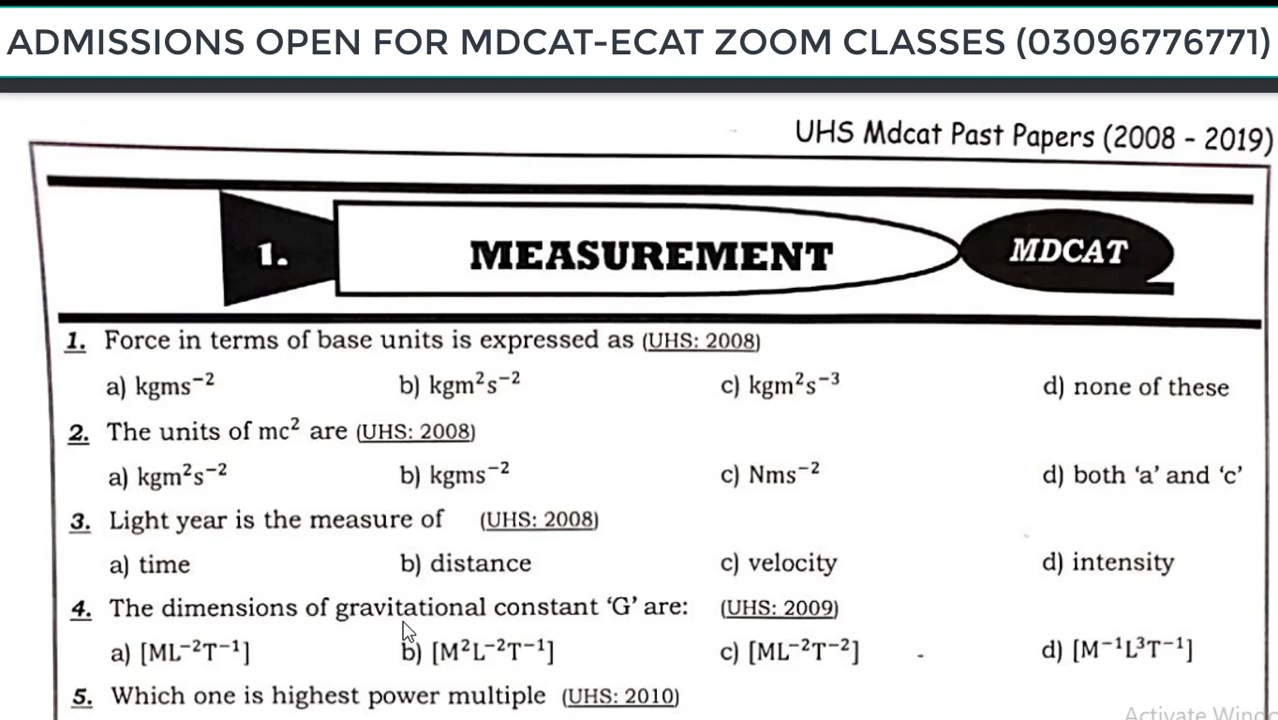 ADMISSIONS OPEN FOR MDCAT-ECAT ZOOM CLASSES (03096776771)
UHS Mdcat Past Papers (2008 - 2019)
1. MEASUREMENT MDCAT
1. Force in terms of base units is expressed as (UHS: 2008)
a) kgms⁻² b) kgm²s⁻² c) kgm²s⁻³ d) none of these
2. The units of mc² are (UHS: 2008)
a) kgm²s⁻² b) kgms⁻² c) Nms⁻² d) both ‘a’ and ‘c’
3. Light year is the measure of (UHS: 2008)
a) time b) distance c) velocity d) intensity
4. The dimensions of gravitational constant ‘G’ are: (UHS: 2009)
a) [ML⁻²T⁻¹] b) [M²L⁻²T⁻¹] c) [ML⁻²T⁻²] d) [M⁻¹L³T⁻¹]
5. Which one is highest power multiple (UHS: 2010)
Activate